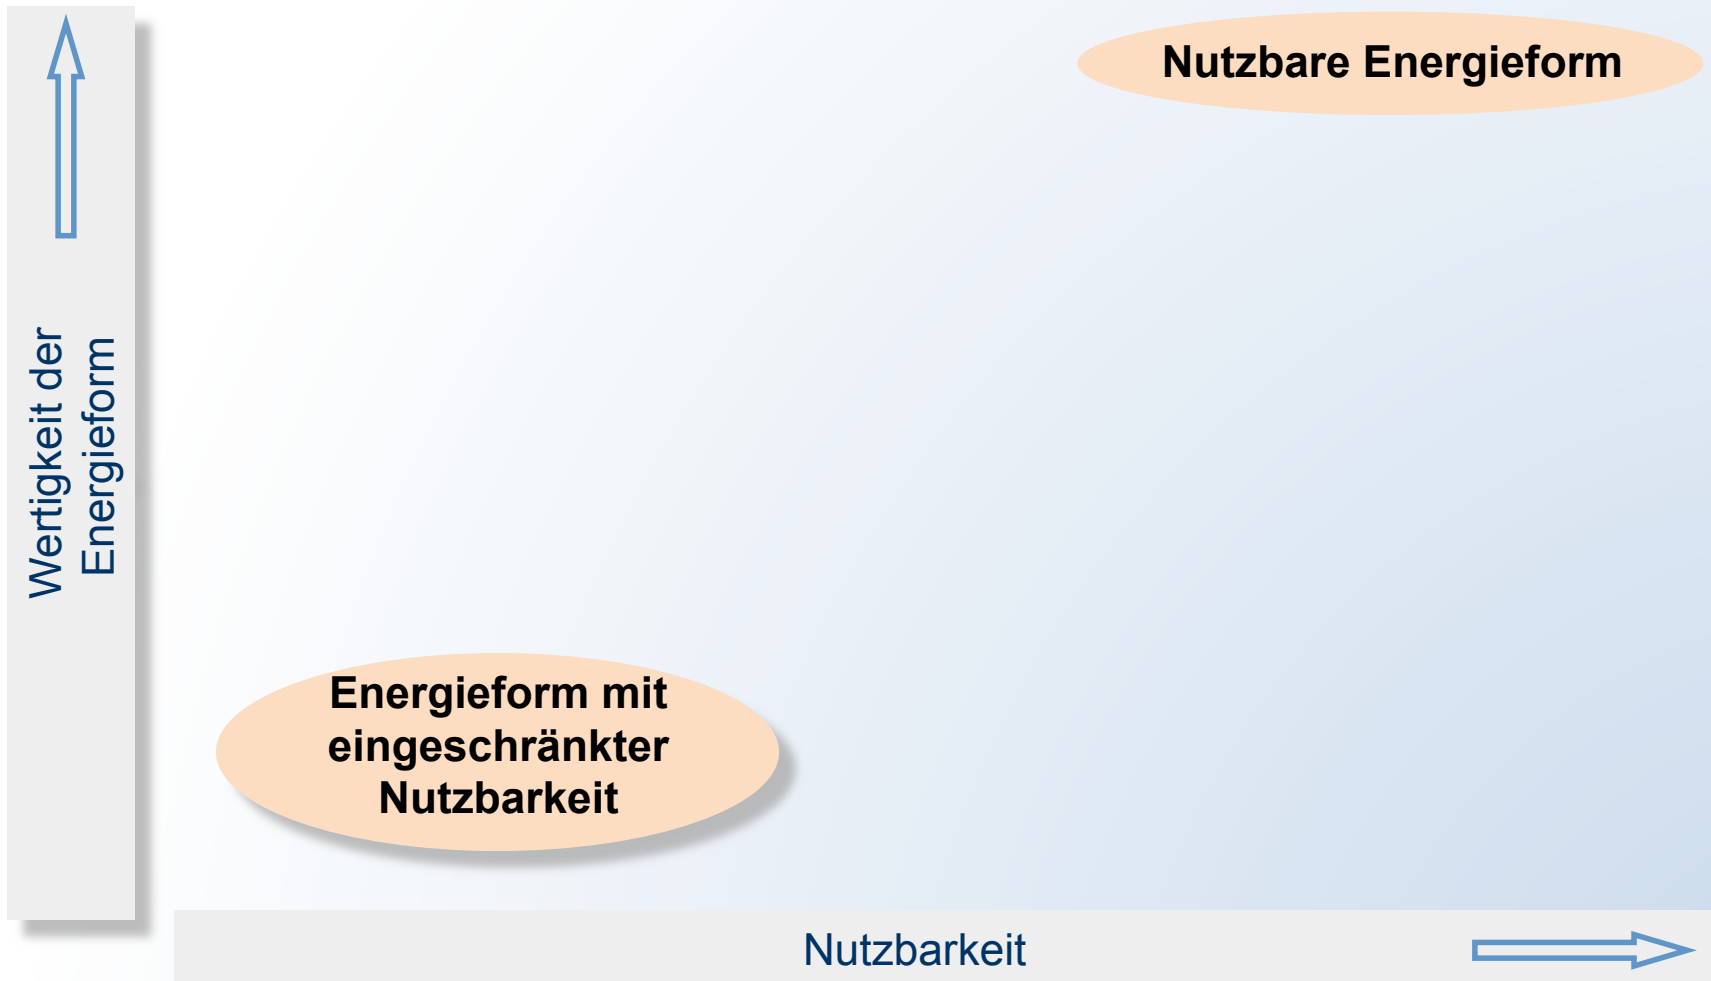 Nutzbare Energieform
Wertigkeit der
Energieform
Energieform mit
eingeschränkter
Nutzbarkeit
Nutzbarkeit